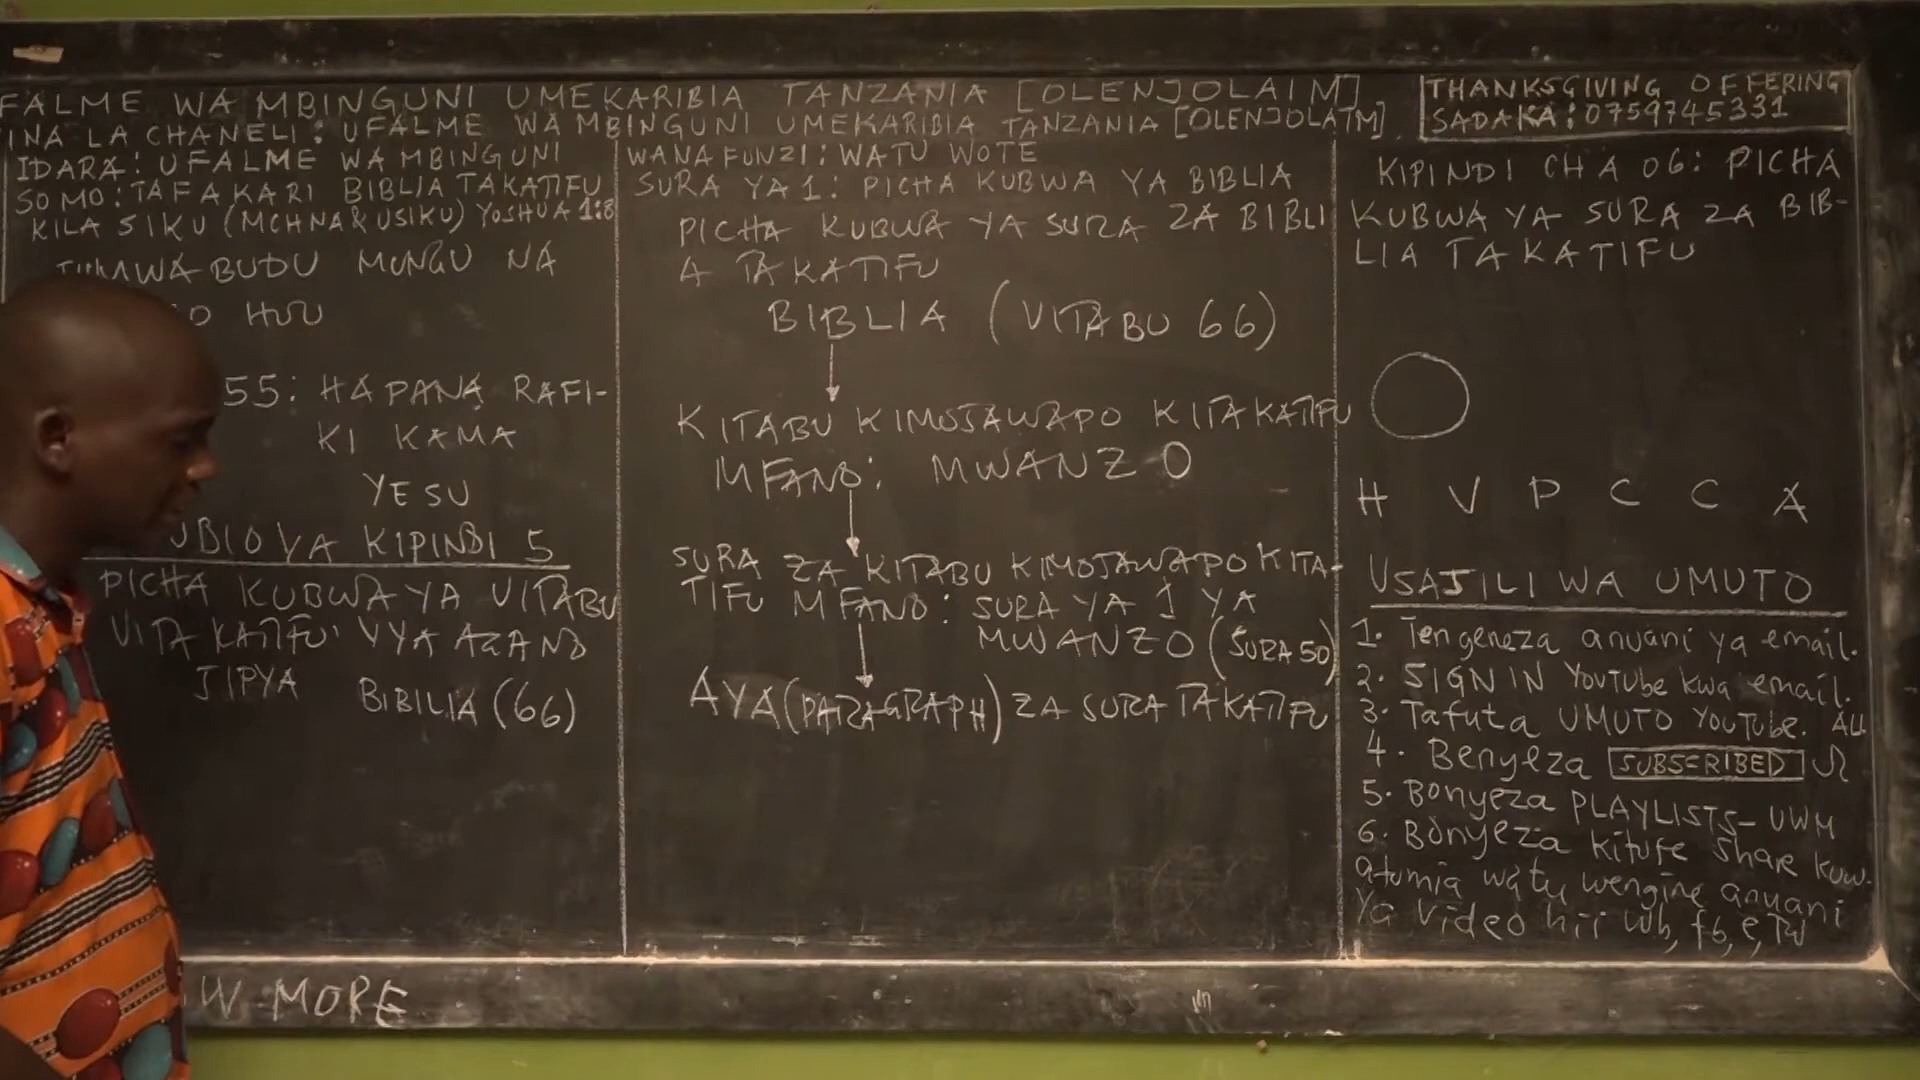 FALME WA MBINGUNI UMEKARIBIA TANZANIA [OLENJOLAIM]
INA LA CHANELI: UFALME WA MBINGUNI UMEKARIBIA TANZANIA [OLENJOLAIM]
THANKSGIVING OFFERING
SADAKA: 0759745331
IDARA: UFALME WA MBINGUNI
SOMO: TAFAKARI BIBLIA TAKATIFU
KILA SIKU (MCHNA & USIKU) YOSHUA 1:8
BUDU MUNGU NA
HUU
55: HAPANA RAFI-
KI KAMA
YESU
YA KIPINDI 5
PICHA KUBWA YA VITABU
VITAKATIFU VYA AGANO
JIPYA BIBILIA (66)
WANAFUNZI: WATU WOTE
SURA YA 1: PICHA KUBWA YA BIBLIA
PICHA KUBWA YA SURA ZA BIBLI
A TAKATIFU
BIBLIA (VITABU 66)
KITABU KIMOJAWAPO KITAKATIFU
MFANO: MWANZO
SURA ZA KITABU KIMOJAWAPO KITA-
TIFU MFANO: SURA YA 1 YA
MWANZO (SURA 50)
AYA (PARAGRAPH) ZA SURA TAKATIFU
KIPINDI CHA 06: PICHA
KUBWA YA SURA ZA BIB-
LIA TAKATIFU
H V P C C A
USAJILI WA UMUTO
1. Tengeneza anuani ya email.
2. SIGN IN YouTube kwa email.
3. Tafuta UMUTO YouTube. ALL
4. Benyeza SUBSCRIBED
5. Bonyeza PLAYLISTS- UWM
6. Bonyeza kitufe share kuw-
atumia watu wengine anuani
ya video hii Wb, fb, e, TW
W MORE